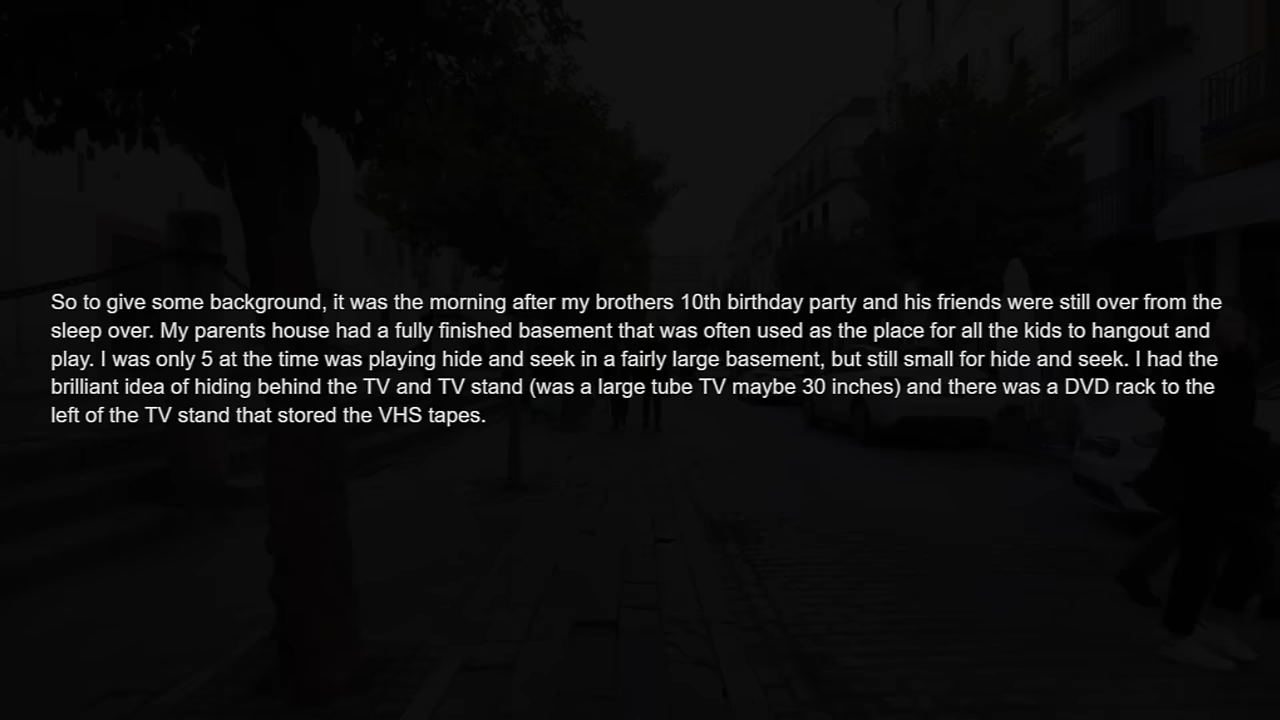 So to give some background, it was the morning after my brothers 10th birthday party and his friends were still over from the
sleep over. My parents house had a fully finished basement that was often used as the place for all the kids to hangout and
play. I was only 5 at the time was playing hide and seek in a fairly large basement, but still small for hide and seek. I had the
brilliant idea of hiding behind the TV and TV stand (was a large tube TV maybe 30 inches) and there was a DVD rack to the
left of the TV stand that stored the VHS tapes.